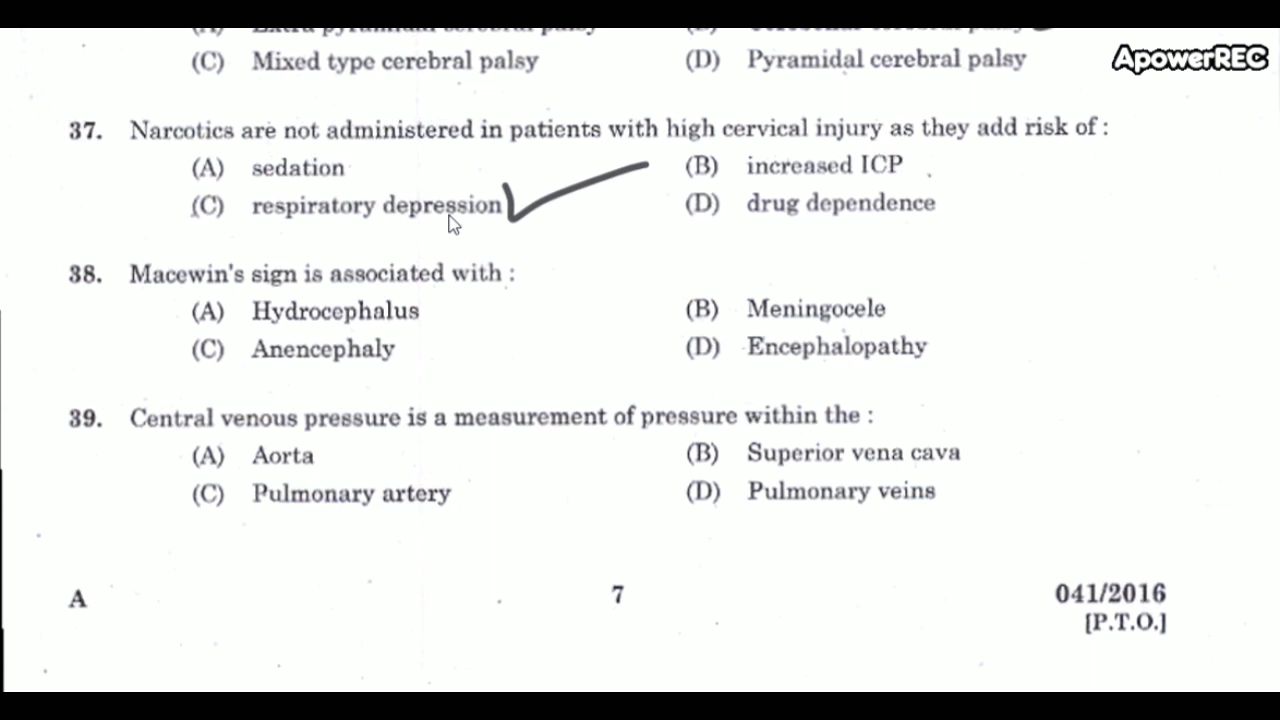 (C) Mixed type cerebral palsy (D) Pyramidal cerebral palsy
ApowerREC
37. Narcotics are not administered in patients with high cervical injury as they add risk of :
(A) sedation (B) increased ICP
(C) respiratory depression (D) drug dependence
38. Macewin's sign is associated with :
(A) Hydrocephalus (B) Meningocele
(C) Anencephaly (D) Encephalopathy
39. Central venous pressure is a measurement of pressure within the :
(A) Aorta (B) Superior vena cava
(C) Pulmonary artery (D) Pulmonary veins
A 7 041/2016
[P.T.O.]